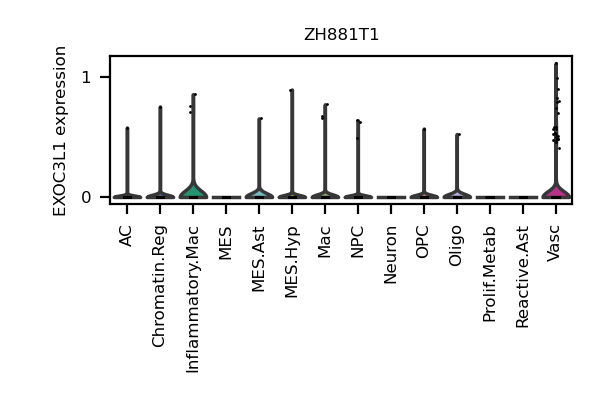 ZH881T1
EXOC3L1 expression
1
0
AC
Chromatin.Reg
Inflammatory.Mac
MES
MES.Ast
MES.Hyp
Mac
NPC
Neuron
OPC
Oligo
Prolif.Metab
Reactive.Ast
Vasc